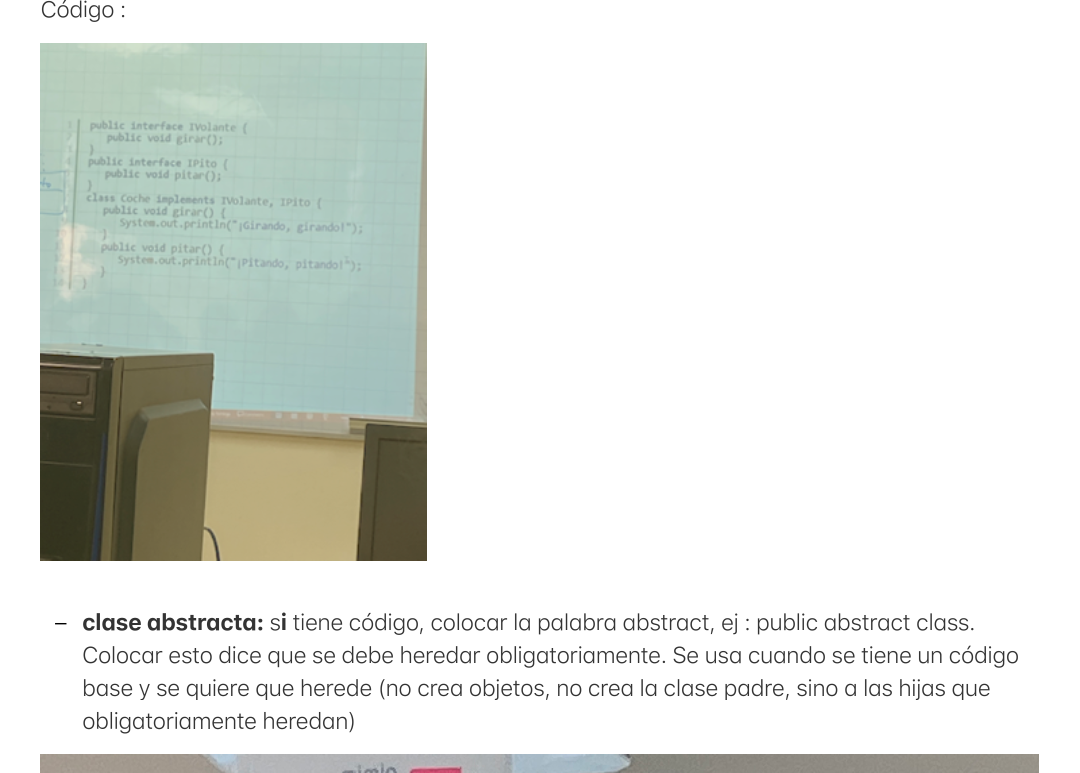 Código :
public interface IVolante {
public void girar();
}
public interface IPito {
public void pitar();
}
class Coche implements IVolante, IPito {
public void girar() {
System.out.println("¡Girando, girando!");
}
public void pitar() {
System.out.println("¡Pitando, pitando!");
}
}
– clase abstracta: si tiene código, colocar la palabra abstract, ej : public abstract class.
Colocar esto dice que se debe heredar obligatoriamente. Se usa cuando se tiene un código
base y se quiere que herede (no crea objetos, no crea la clase padre, sino a las hijas que
obligatoriamente heredan)